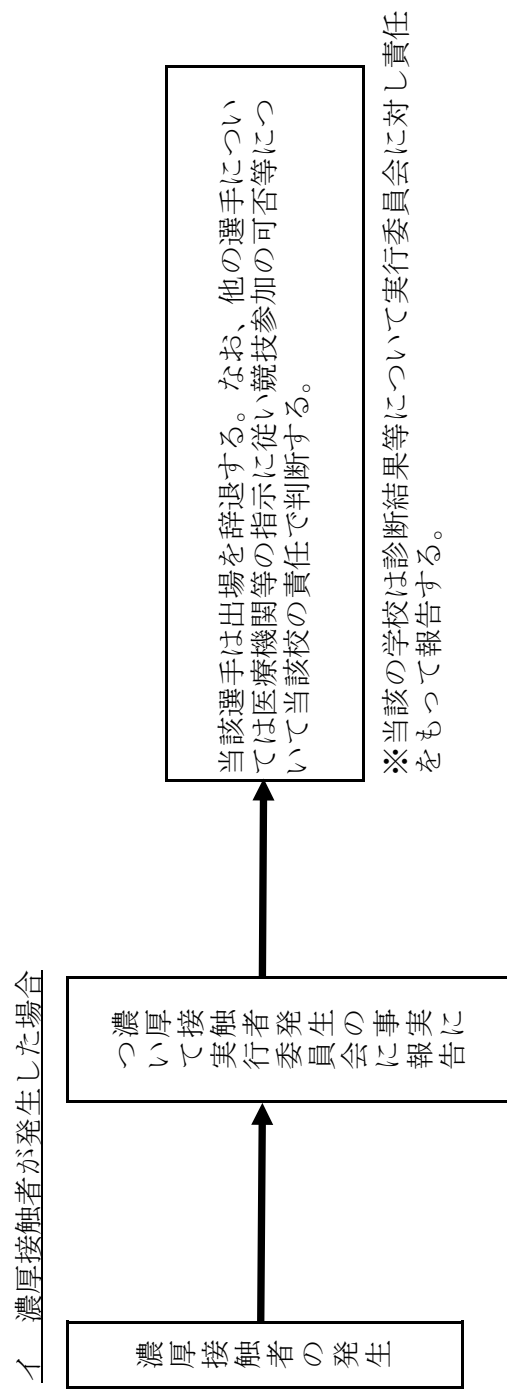 イ　濃厚接触者が発生した場合
濃厚接触者の発生
濃厚接触者発生の事実に
ついて実行委員会に報告
当該選手は出場を辞退する。なお、他の選手につい
ては医療機関等の指示に従い競技参加の可否等につ
いて当該校の責任で判断する。
※当該の学校は診断結果等について実行委員会に対し責任
をもって報告する。